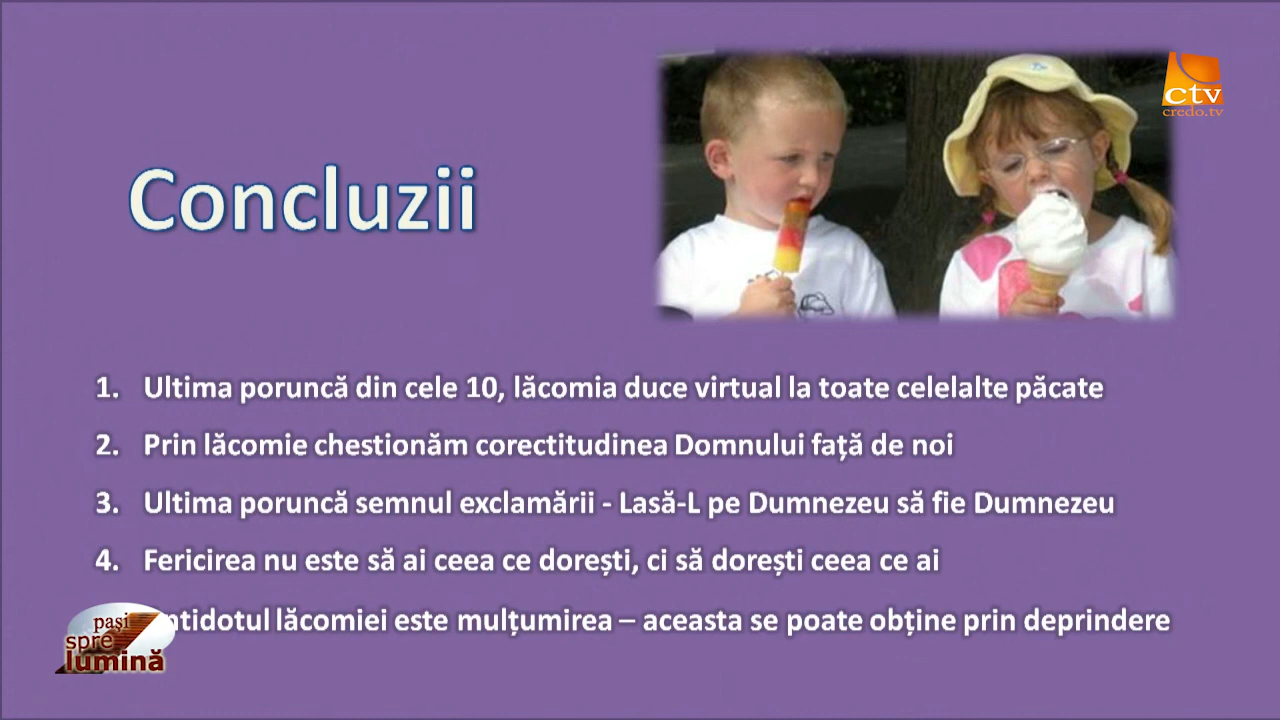 ctv
credo.tv
Concluzii
1. Ultima poruncă din cele 10, lăcomia duce virtual la toate celelalte păcate
2. Prin lăcomie chestionăm corectitudinea Domnului față de noi
3. Ultima poruncă semnul exclamării - Lasă-L pe Dumnezeu să fie Dumnezeu
4. Fericirea nu este să ai ceea ce dorești, ci să dorești ceea ce ai
lăcomiei este mulțumirea – aceasta se poate obține prin deprindere
pași
spre
lumină